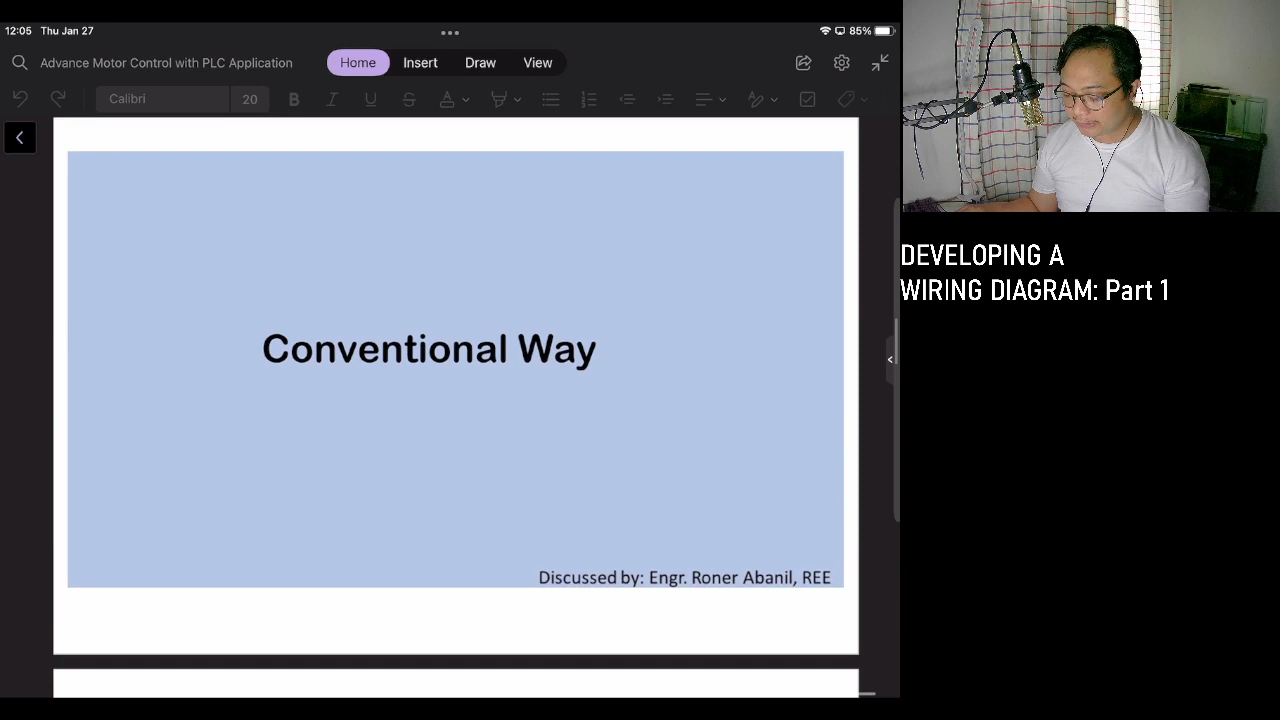 12:05 Thu Jan 27
85%
Advance Motor Control with PLC Application
Home Insert Draw View
Calibri 20 B I U S A
Conventional Way
Discussed by: Engr. Roner Abanil, REE
DEVELOPING A
WIRING DIAGRAM: Part 1